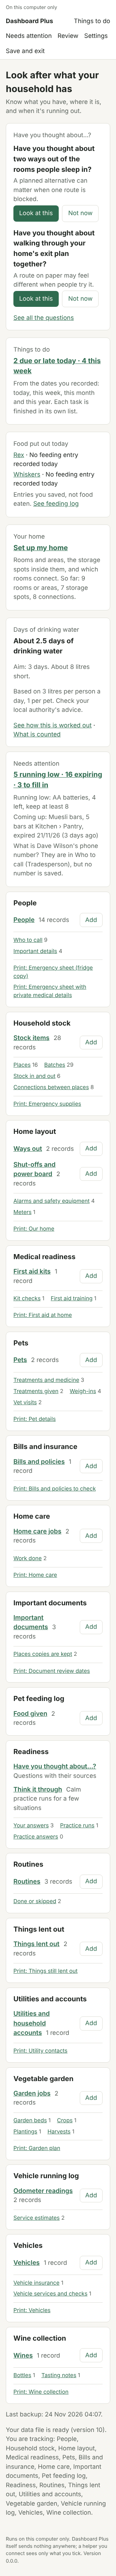 On this computer only
Dashboard Plus
Things to do
Needs attention Review Settings
Save and exit
Look after what your household has
Know what you have, where it is, and when it's running out.
Have you thought about...?
Have you thought about two ways out of the rooms people sleep in?
A planned alternative can matter when one route is blocked.
Look at this Not now
Have you thought about walking through your home's exit plan together?
A route on paper may feel different when people try it.
Look at this Not now
See all the questions
Things to do
2 due or late today · 4 this week
From the dates you recorded: today, this week, this month and this year. Each task is finished in its own list.
Food put out today
Rex · No feeding entry recorded today
Whiskers · No feeding entry recorded today
Entries you saved, not food eaten. See feeding log
Your home
Set up my home
Rooms and areas, the storage spots inside them, and which rooms connect. So far: 9 rooms or areas, 7 storage spots, 8 connections.
Days of drinking water
About 2.5 days of drinking water
Aim: 3 days. About 8 litres short.
Based on 3 litres per person a day, 1 per pet. Check your local authority's advice.
See how this is worked out · What is counted
Needs attention
5 running low · 16 expiring · 3 to fill in
Running low: AA batteries, 4 left, keep at least 8
Coming up: Muesli bars, 5 bars at Kitchen › Pantry, expired 21/11/26 (3 days ago)
What is Dave Wilson's phone number? They are in Who to call (Tradesperson), but no number is saved.
People
People 14 records Add
Who to call 9
Important details 4
Print: Emergency sheet (fridge copy)
Print: Emergency sheet with private medical details
Household stock
Stock items 28 records Add
Places 16 Batches 29
Stock in and out 6
Connections between places 8
Print: Emergency supplies
Home layout
Ways out 2 records Add
Shut-offs and power board 2 records Add
Alarms and safety equipment 4
Meters 1
Print: Our home
Medical readiness
First aid kits 1 record Add
Kit checks 1 First aid training 1
Print: First aid at home
Pets
Pets 2 records Add
Treatments and medicine 3
Treatments given 2 Weigh-ins 4
Vet visits 2
Print: Pet details
Bills and insurance
Bills and policies 1 record Add
Print: Bills and policies to check
Home care
Home care jobs 2 records Add
Work done 2
Print: Home care
Important documents
Important documents 3 records Add
Places copies are kept 2
Print: Document review dates
Pet feeding log
Food given 2 records Add
Readiness
Have you thought about...?
Questions with their sources
Think it through Calm practice runs for a few situations
Your answers 3 Practice runs 1
Practice answers 0
Routines
Routines 3 records Add
Done or skipped 2
Things lent out
Things lent out 2 records Add
Print: Things still lent out
Utilities and accounts
Utilities and household accounts 1 record Add
Print: Utility contacts
Vegetable garden
Garden jobs 2 records Add
Garden beds 1 Crops 1
Plantings 1 Harvests 1
Print: Garden plan
Vehicle running log
Odometer readings 2 records Add
Service estimates 2
Vehicles
Vehicles 1 record Add
Vehicle insurance 1
Vehicle services and checks 1
Print: Vehicles
Wine collection
Wines 1 record Add
Bottles 1 Tasting notes 1
Print: Wine collection
Last backup: 24 Nov 2026 04:07.
Your data file is ready (version 10). You are tracking: People, Household stock, Home layout, Medical readiness, Pets, Bills and insurance, Home care, Important documents, Pet feeding log, Readiness, Routines, Things lent out, Utilities and accounts, Vegetable garden, Vehicle running log, Vehicles, Wine collection.
Runs on this computer only. Dashboard Plus itself sends nothing anywhere; a helper you connect sees only what you tick. Version 0.0.0.